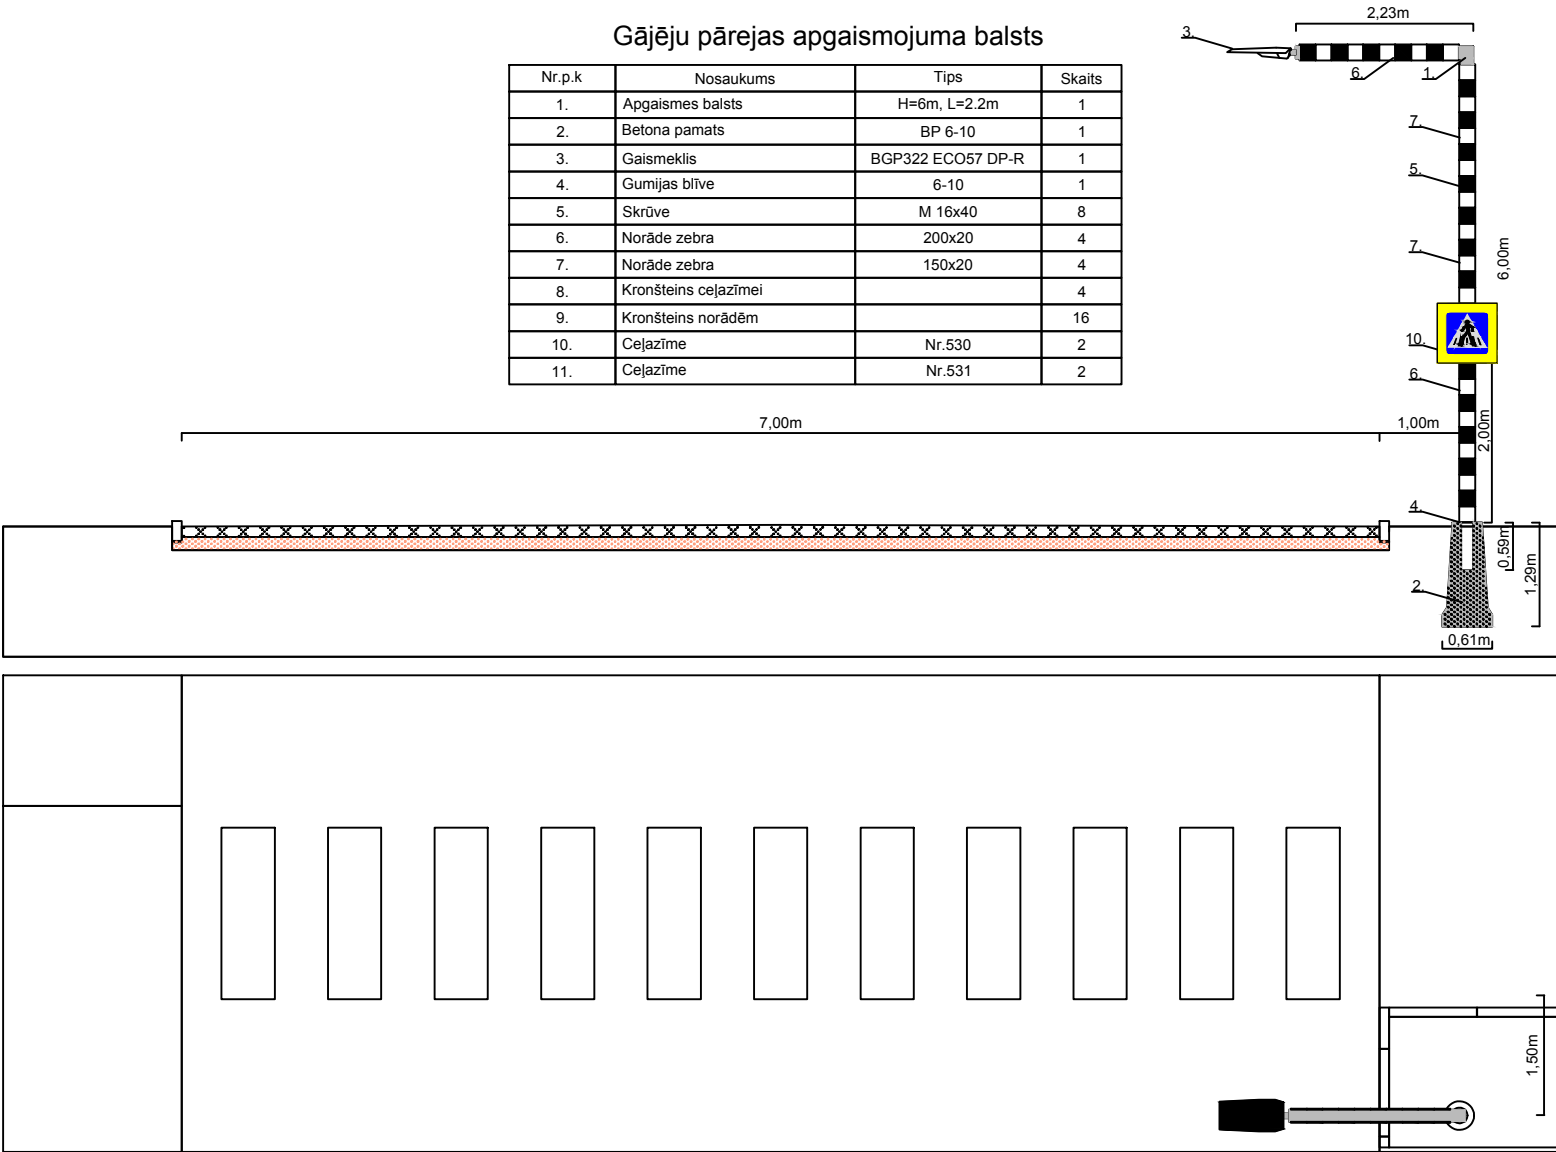 Gājēju pārejas apgaismojuma balsts
Nr.p.k Nosaukums Tips Skaits
1. Apgaismes balsts H=6m, L=2.2m 1
2. Betona pamats BP 6-10 1
3. Gaismeklis BGP322 ECO57 DP-R 1
4. Gumijas blīve 6-10 1
5. Skrūve M 16x40 8
6. Norāde zebra 200x20 4
7. Norāde zebra 150x20 4
8. Kronšteins ceļazīmei 4
9. Kronšteins norādēm 16
10. Ceļazīme Nr.530 2
11. Ceļazīme Nr.531 2
2,23m
3.
6.
1.
7.
5.
7.
6,00m
10.
6.
7,00m
1,00m
2,00m
4.
0,59m
1,29m
2.
0,61m
1,50m